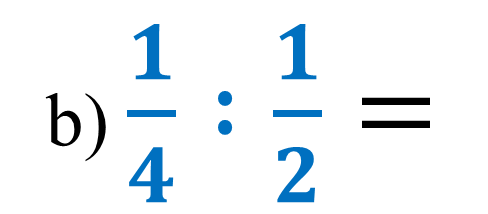 b) 1/4 : 1/2 =